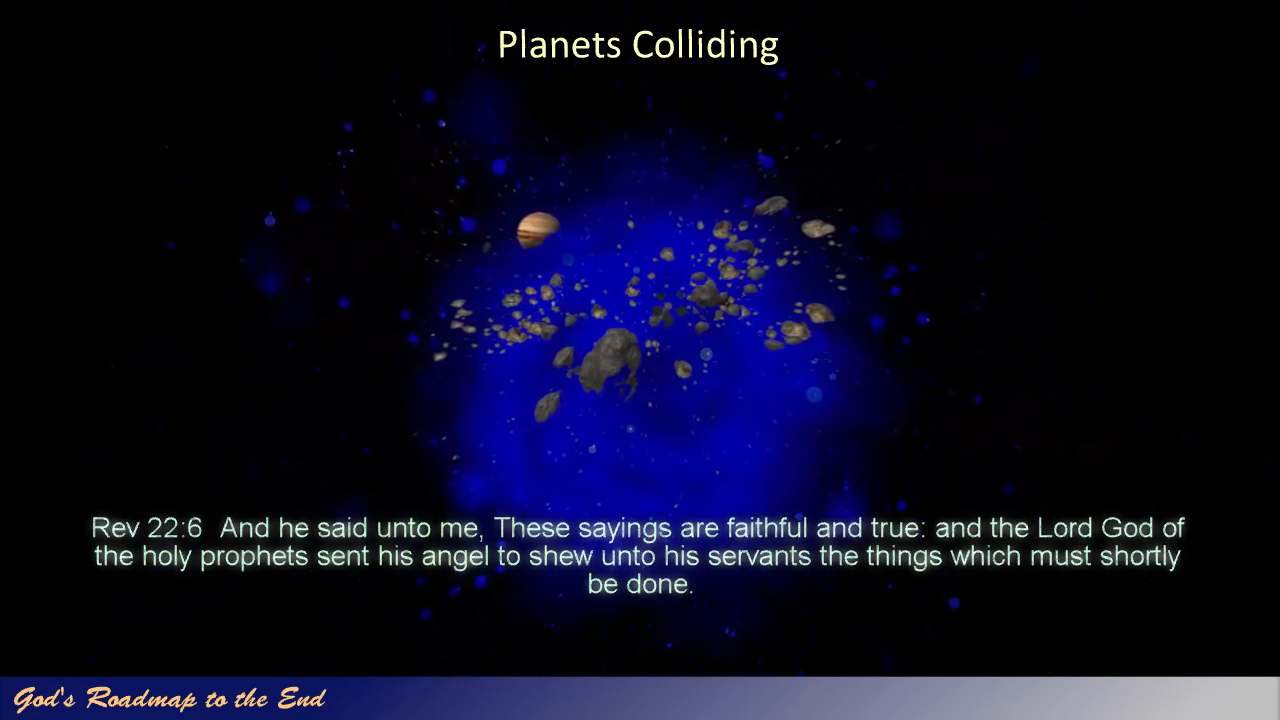 Planets Colliding
Rev 22:6  And he said unto me, These sayings are faithful and true: and the Lord God of
the holy prophets sent his angel to shew unto his servants the things which must shortly
be done.
God's Roadmap to the End